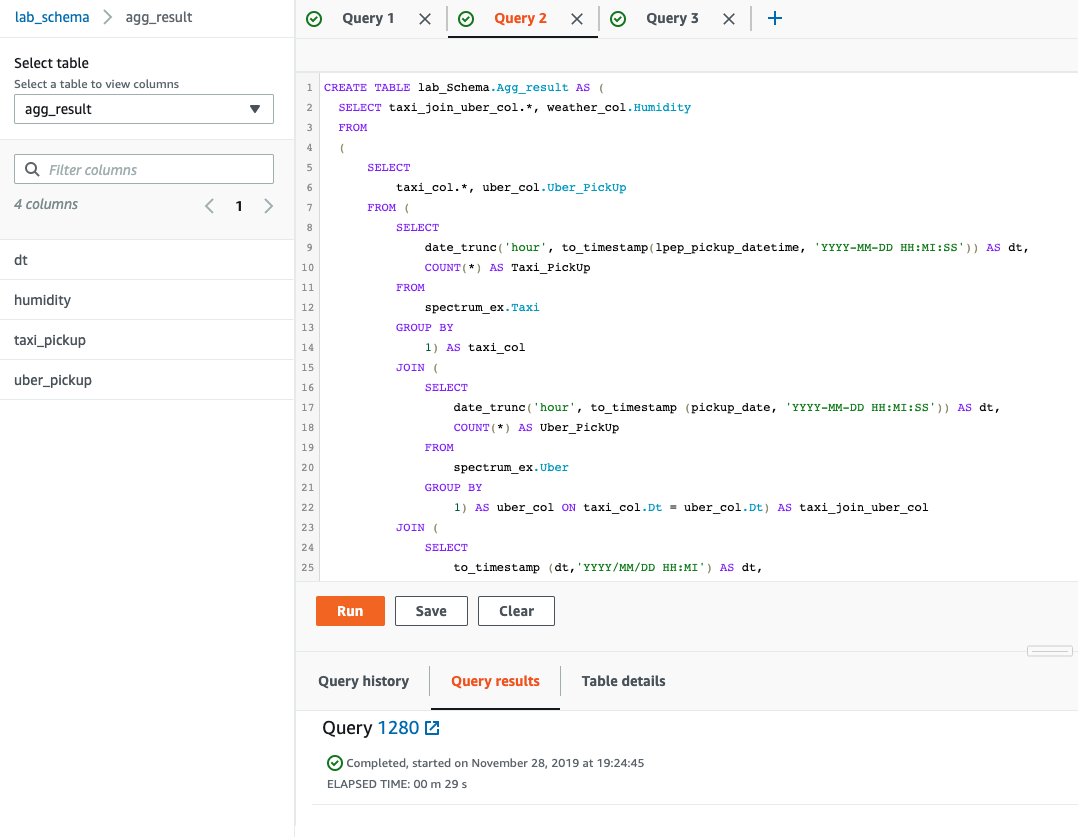 lab_schema > agg_result
Select table
Select a table to view columns
agg_result
Filter columns
4 columns
1
dt
humidity
taxi_pickup
uber_pickup
Query 1
Query 2
Query 3
1 CREATE TABLE lab_Schema.Agg_result AS (
2 SELECT taxi_join_uber_col.*, weather_col.Humidity
3 FROM
4 (
5 SELECT
6 taxi_col.*, uber_col.Uber_PickUp
7 FROM (
8 SELECT
9 date_trunc('hour', to_timestamp(lpep_pickup_datetime, 'YYYY-MM-DD HH:MI:SS')) AS dt,
10 COUNT(*) AS Taxi_PickUp
11 FROM
12 spectrum_ex.Taxi
13 GROUP BY
14 1) AS taxi_col
15 JOIN (
16 SELECT
17 date_trunc('hour', to_timestamp (pickup_date, 'YYYY-MM-DD HH:MI:SS')) AS dt,
18 COUNT(*) AS Uber_PickUp
19 FROM
20 spectrum_ex.Uber
21 GROUP BY
22 1) AS uber_col ON taxi_col.Dt = uber_col.Dt) AS taxi_join_uber_col
23 JOIN (
24 SELECT
25 to_timestamp (dt,'YYYY/MM/DD HH:MI') AS dt,
Run
Save
Clear
Query history
Query results
Table details
Query 1280
Completed, started on November 28, 2019 at 19:24:45
ELAPSED TIME: 00 m 29 s